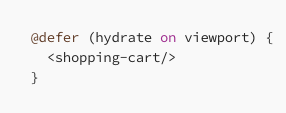 @defer (hydrate on viewport) {
  <shopping-cart/>
}